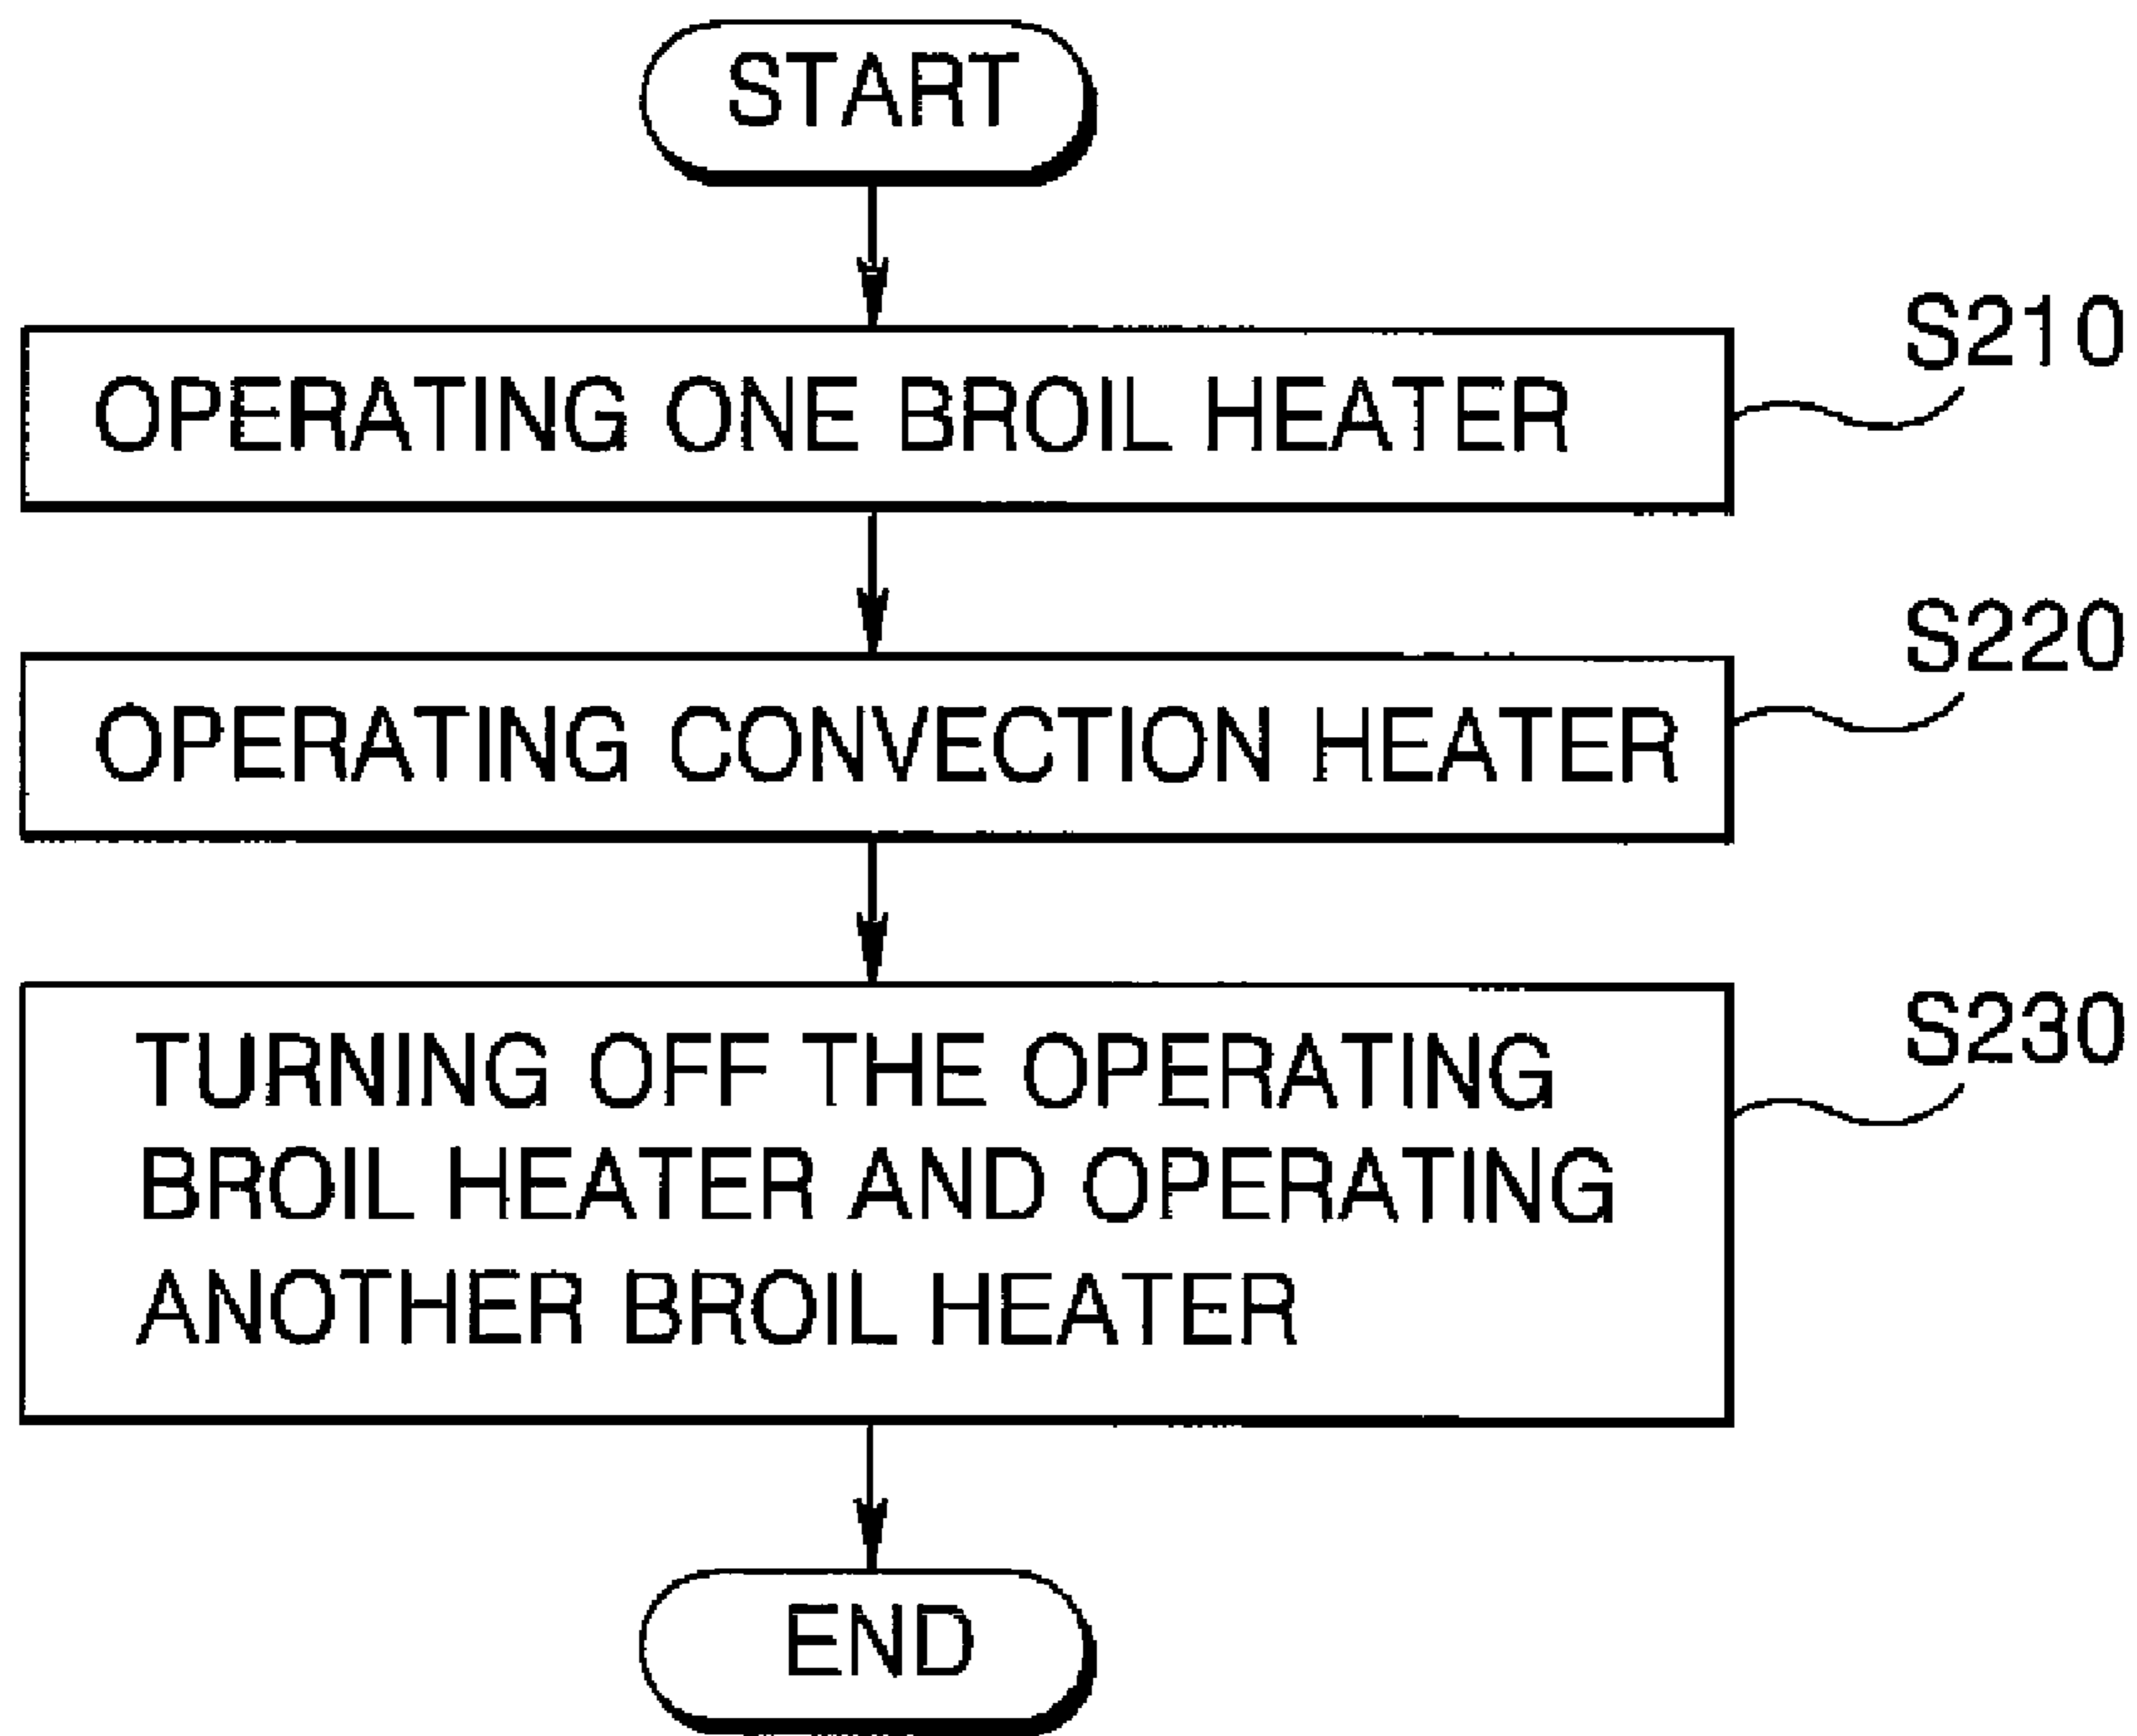 START
OPERATING ONE BROIL HEATER
S210
OPERATING CONVECTION HEATER
S220
TURNING OFF THE OPERATING
BROIL HEATER AND OPERATING
ANOTHER BROIL HEATER
S230
END